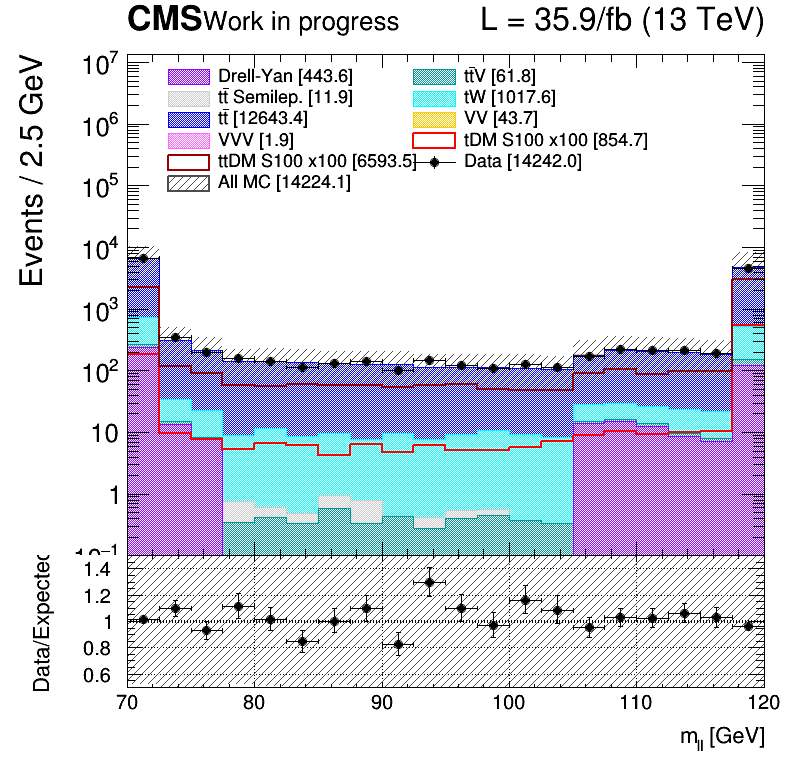 CMS Work in progress L = 35.9/fb (13 TeV)
Events / 2.5 GeV
Drell-Yan [443.6]
tt̄V [61.8]
tt̄ Semilep. [11.9]
tW [1017.6]
tt̄ [12643.4]
VV [43.7]
VVV [1.9]
tDM S100 x100 [854.7]
ttDM S100 x100 [6593.5]
Data [14242.0]
All MC [14224.1]
10⁷
10⁶
10⁵
10⁴
10³
10²
10
1
10⁻¹
Data/Expected
1.4
1.2
1
0.8
0.6
70 80 90 100 110 120
m_ll [GeV]